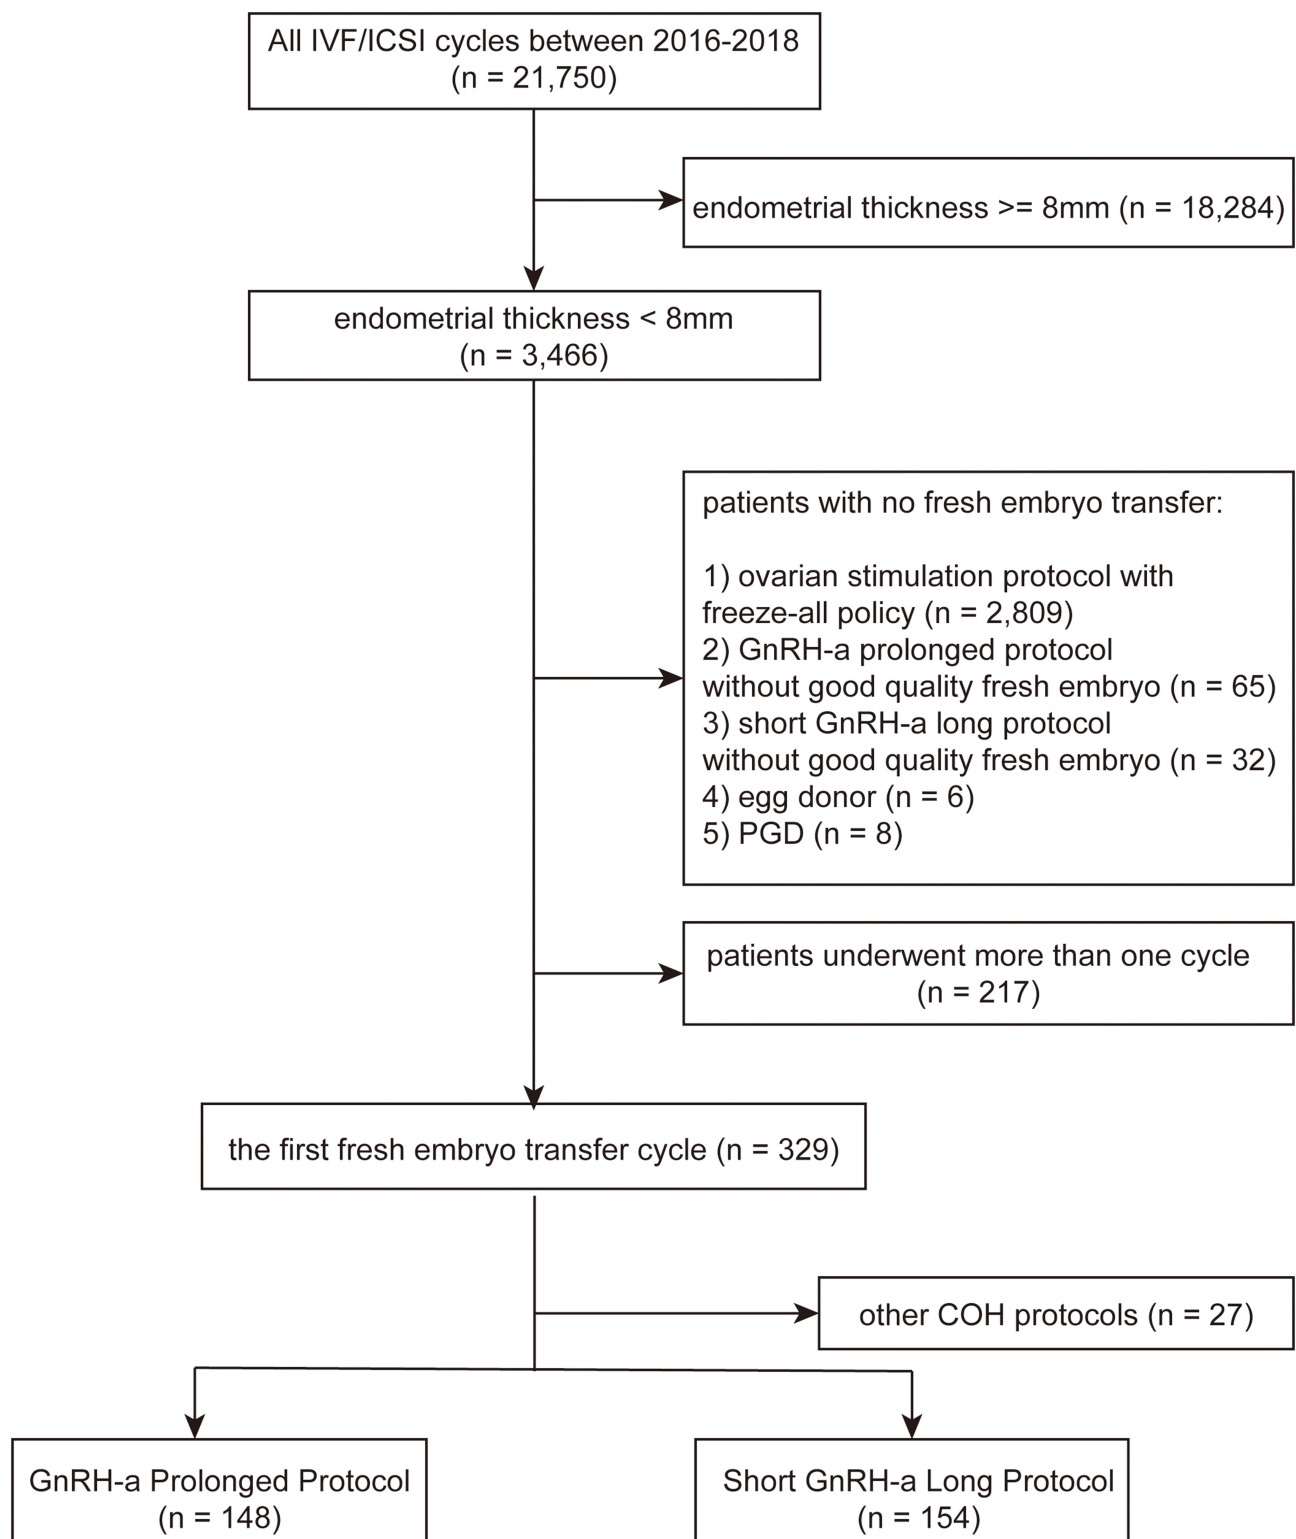 All IVF/ICSI cycles between 2016-2018
(n = 21,750)
endometrial thickness >= 8mm (n = 18,284)
endometrial thickness < 8mm
(n = 3,466)
patients with no fresh embryo transfer:
1) ovarian stimulation protocol with
freeze-all policy (n = 2,809)
2) GnRH-a prolonged protocol
without good quality fresh embryo (n = 65)
3) short GnRH-a long protocol
without good quality fresh embryo (n = 32)
4) egg donor (n = 6)
5) PGD (n = 8)
patients underwent more than one cycle
(n = 217)
the first fresh embryo transfer cycle (n = 329)
other COH protocols (n = 27)
GnRH-a Prolonged Protocol
(n = 148)
Short GnRH-a Long Protocol
(n = 154)